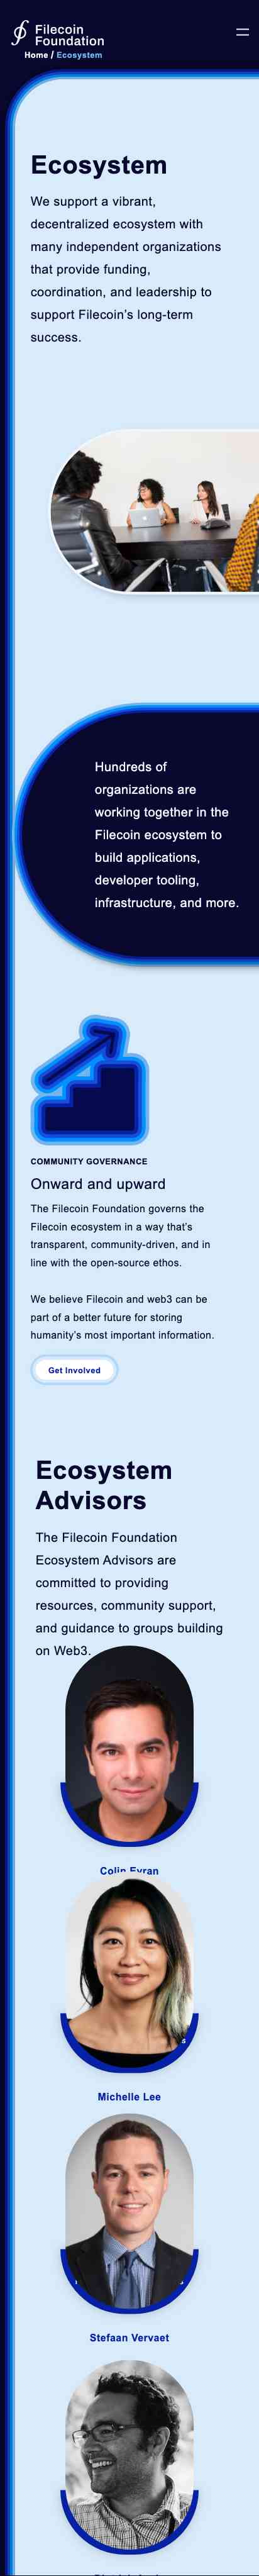 Filecoin
Foundation
Home / Ecosystem
Ecosystem
We support a vibrant,
decentralized ecosystem with
many independent organizations
that provide funding,
coordination, and leadership to
support Filecoin's long-term
success.
Hundreds of
organizations are
working together in the
Filecoin ecosystem to
build applications,
developer tooling,
infrastructure, and more.
COMMUNITY GOVERNANCE
Onward and upward
The Filecoin Foundation governs the
Filecoin ecosystem in a way that's
transparent, community-driven, and in
line with the open-source ethos.
We believe Filecoin and web3 can be
part of a better future for storing
humanity's most important information.
Get Involved
Ecosystem
Advisors
The Filecoin Foundation
Ecosystem Advisors are
committed to providing
resources, community support,
and guidance to groups building
on Web3.
Colin Evran
Michelle Lee
Stefaan Vervaet